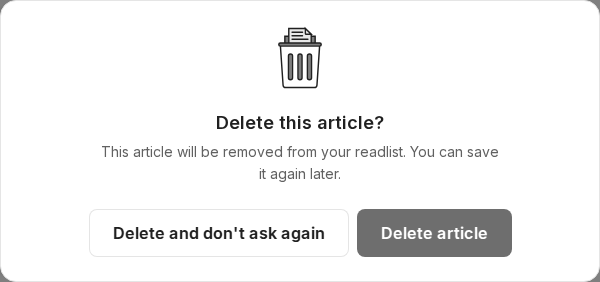 Delete this article?
This article will be removed from your readlist. You can save
it again later.
Delete and don't ask again
Delete article